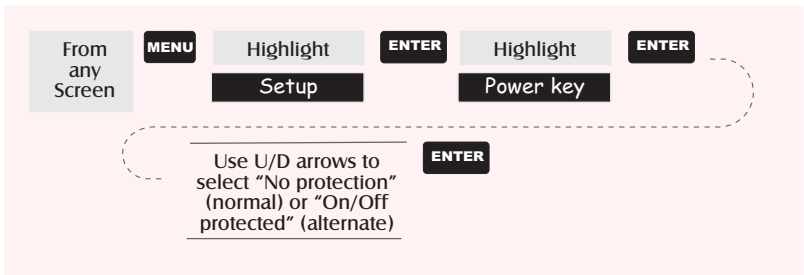 From
any
Screen
MENU
Highlight
Setup
ENTER
Highlight
Power key
ENTER
Use U/D arrows to
select “No protection”
(normal) or “On/Off
protected” (alternate)
ENTER